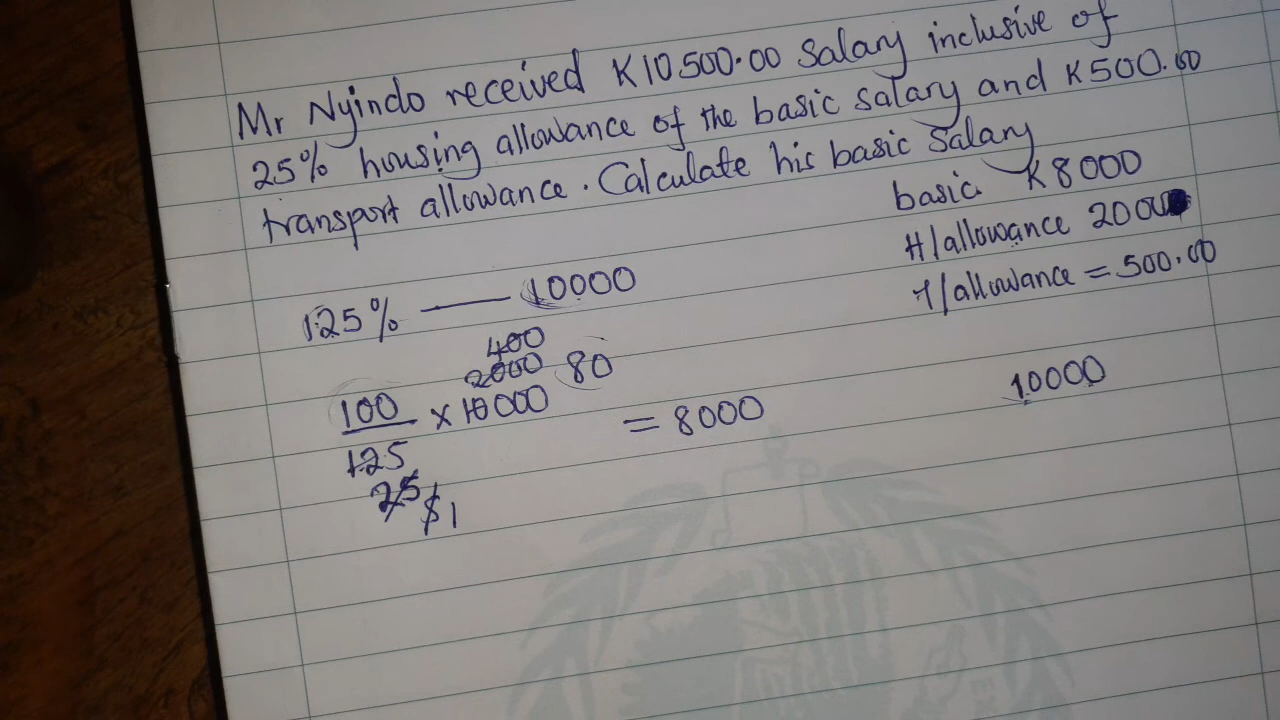 Mr Nyindo received K10 500.00 salary inclusive of
25% housing allowance of the basic salary and K500.00
transport allowance. Calculate his basic salary
basic K8000
H/allowance 2000
T/allowance = 500.00
125% — 10000
400
2000 80
100 x 10000 = 8000
125
25 5 1
10000